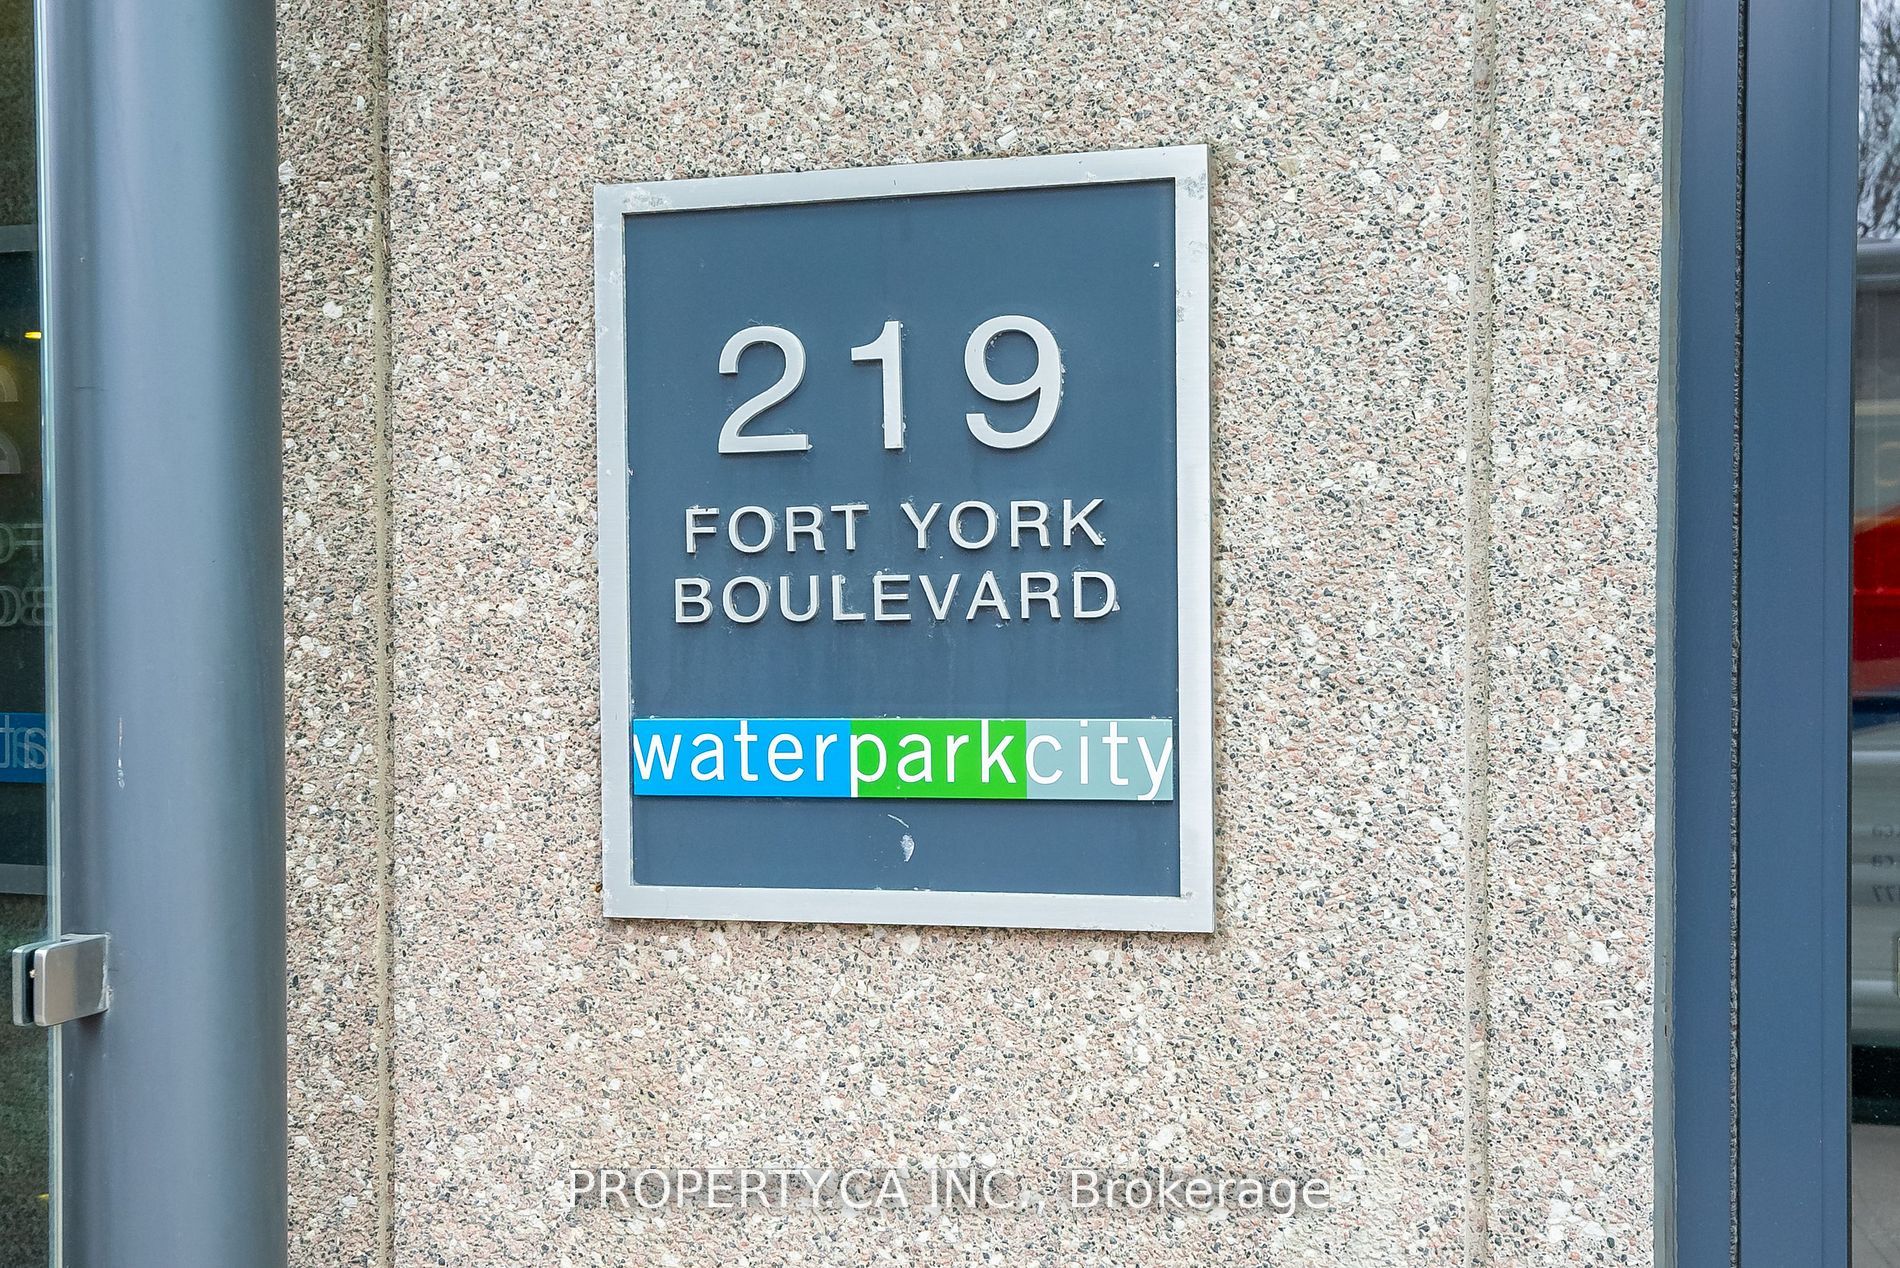 219
FORT YORK
BOULEVARD
waterparkcity
PROPERTY.CA INC., Brokerage